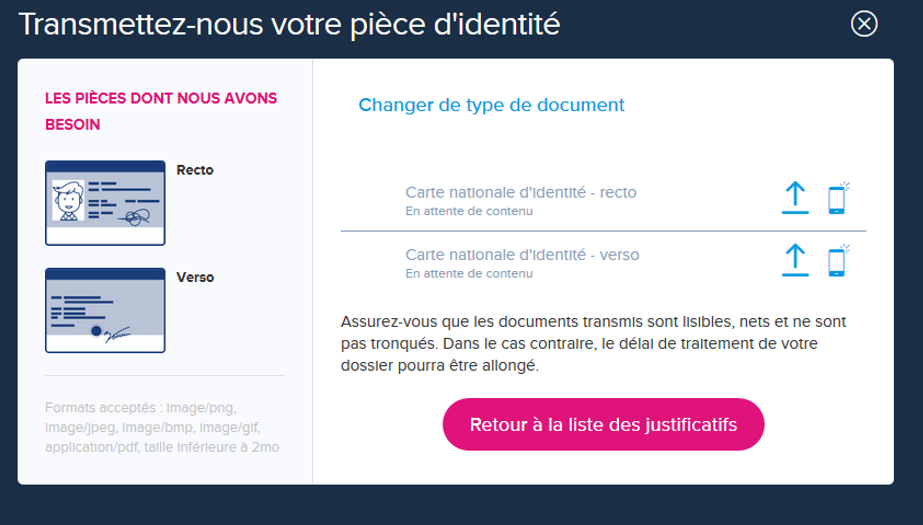 Transmettez-nous votre pièce d'identité
LES PIÈCES DONT NOUS AVONS
BESOIN
Recto
Verso
Formats acceptés : image/png,
image/jpeg, image/bmp, image/gif,
application/pdf, taille inférieure à 2mo
Changer de type de document
Carte nationale d'identité - recto
En attente de contenu
Carte nationale d'identité - verso
En attente de contenu
Assurez-vous que les documents transmis sont lisibles, nets et ne sont
pas tronqués. Dans le cas contraire, le délai de traitement de votre
dossier pourra être allongé.
Retour à la liste des justificatifs